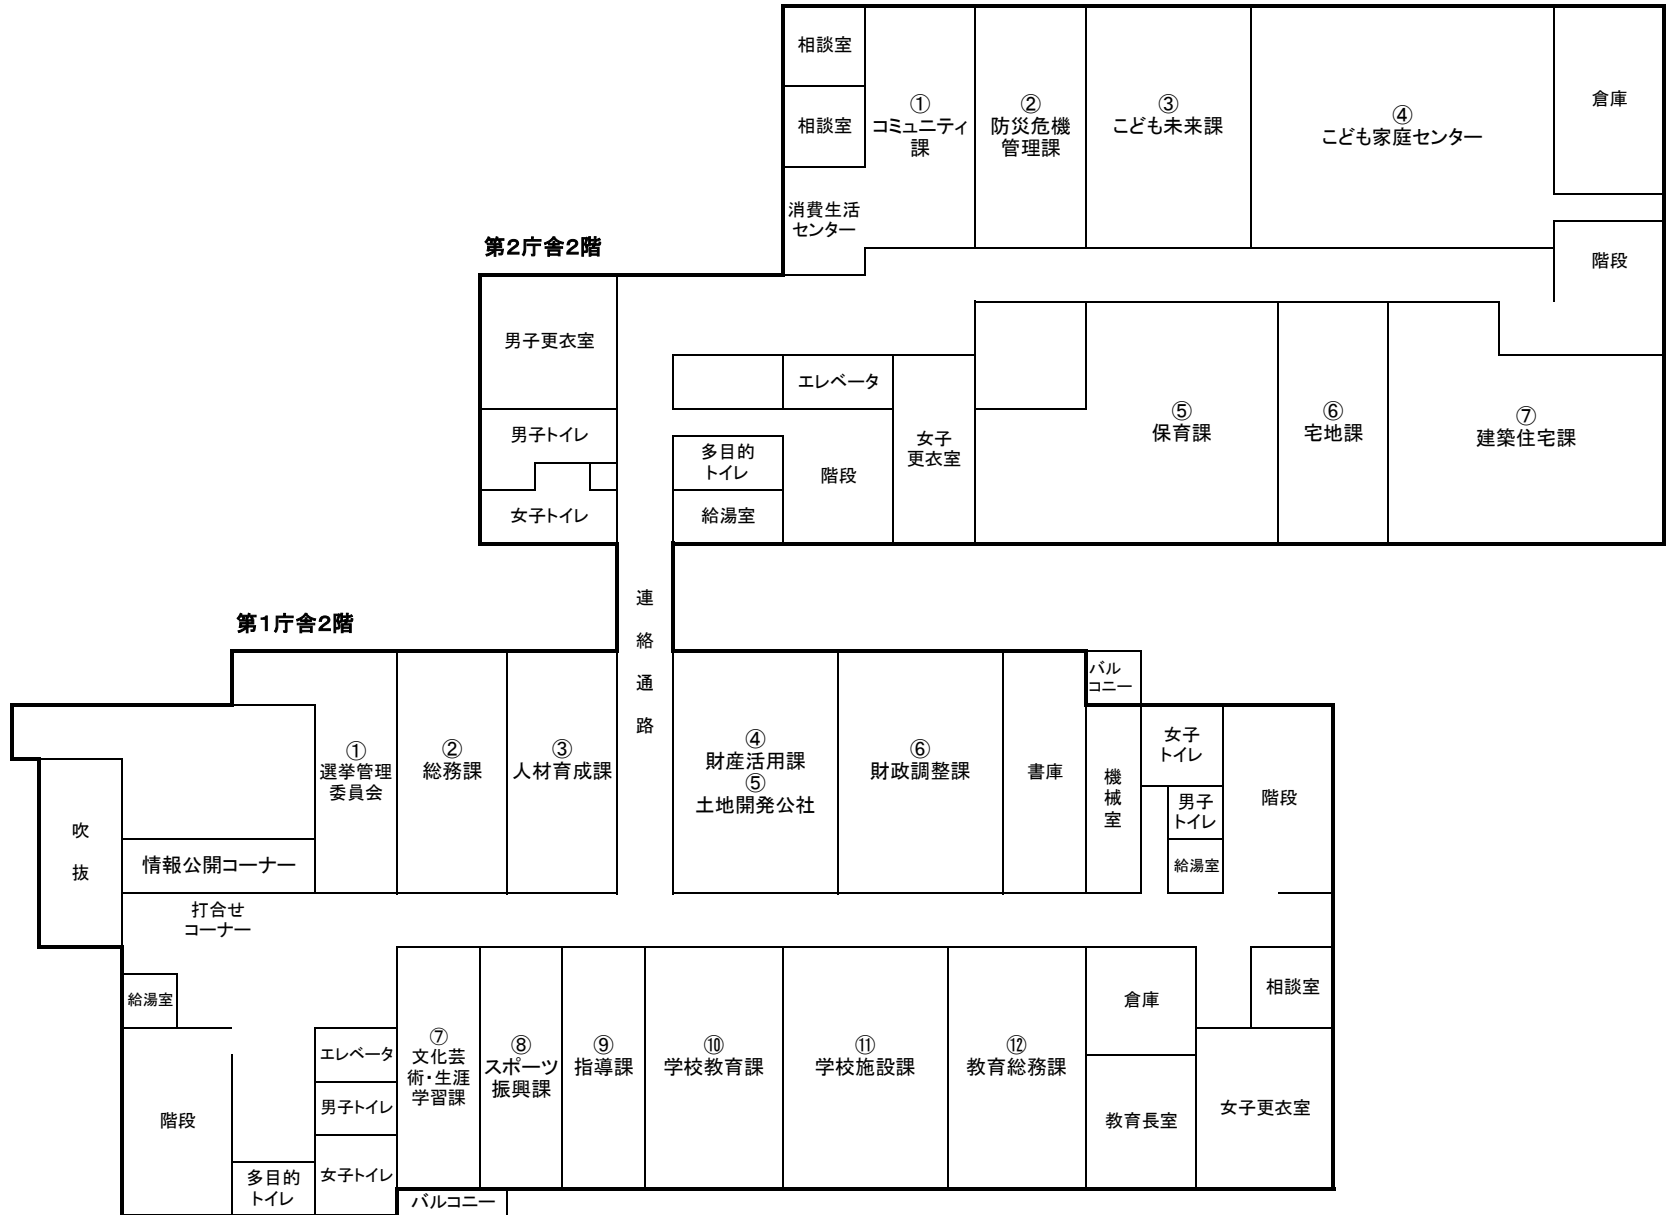 相談室
相談室
①
コミュニティ
課
②
防災危機
管理課
③
こども未来課
④
こども家庭センター
倉庫
消費生活
センター
階段
第2庁舎2階
男子更衣室
男子トイレ
女子トイレ
エレベータ
多目的
トイレ
給湯室
階段
女子
更衣室
⑤
保育課
⑥
宅地課
⑦
建築住宅課
連
絡
通
路
第1庁舎2階
吹
抜
情報公開コーナー
①
選挙管理
委員会
②
総務課
③
人材育成課
④
財産活用課
⑤
土地開発公社
⑥
財政調整課
書庫
バル
コニー
機
械
室
女子
トイレ
男子
トイレ
給湯室
階段
打合せ
コーナー
給湯室
階段
多目的
トイレ
エレベータ
男子トイレ
女子トイレ
⑦
文化芸
術・生涯
学習課
⑧
スポーツ
振興課
⑨
指導課
⑩
学校教育課
⑪
学校施設課
⑫
教育総務課
倉庫
教育長室
相談室
女子更衣室
バルコニー